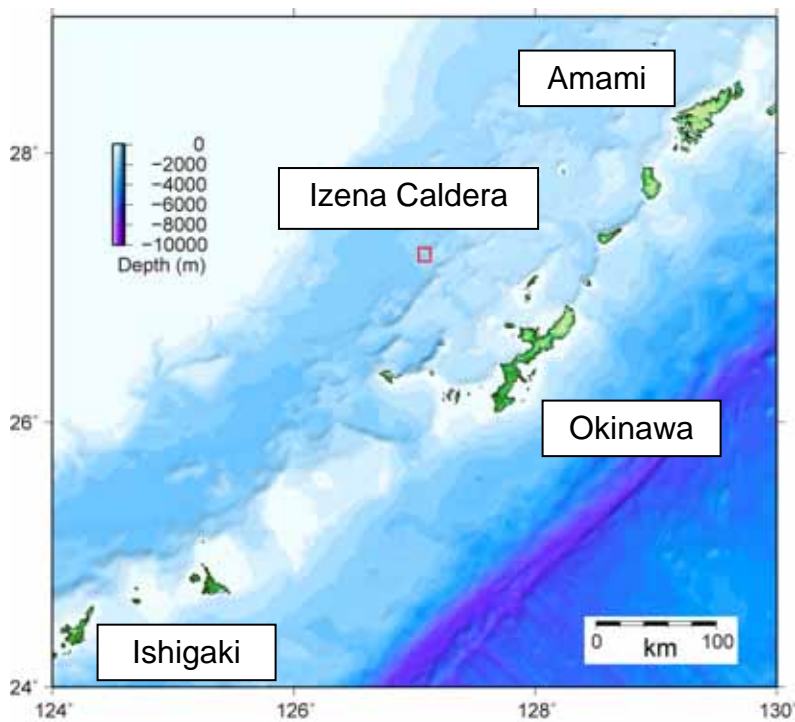 Amami
28°
0
−2000
−4000
−6000
−8000
−10000
Depth (m)
Izena Caldera
26°
Okinawa
Ishigaki
0 100
km
24°
124° 126° 128° 130°